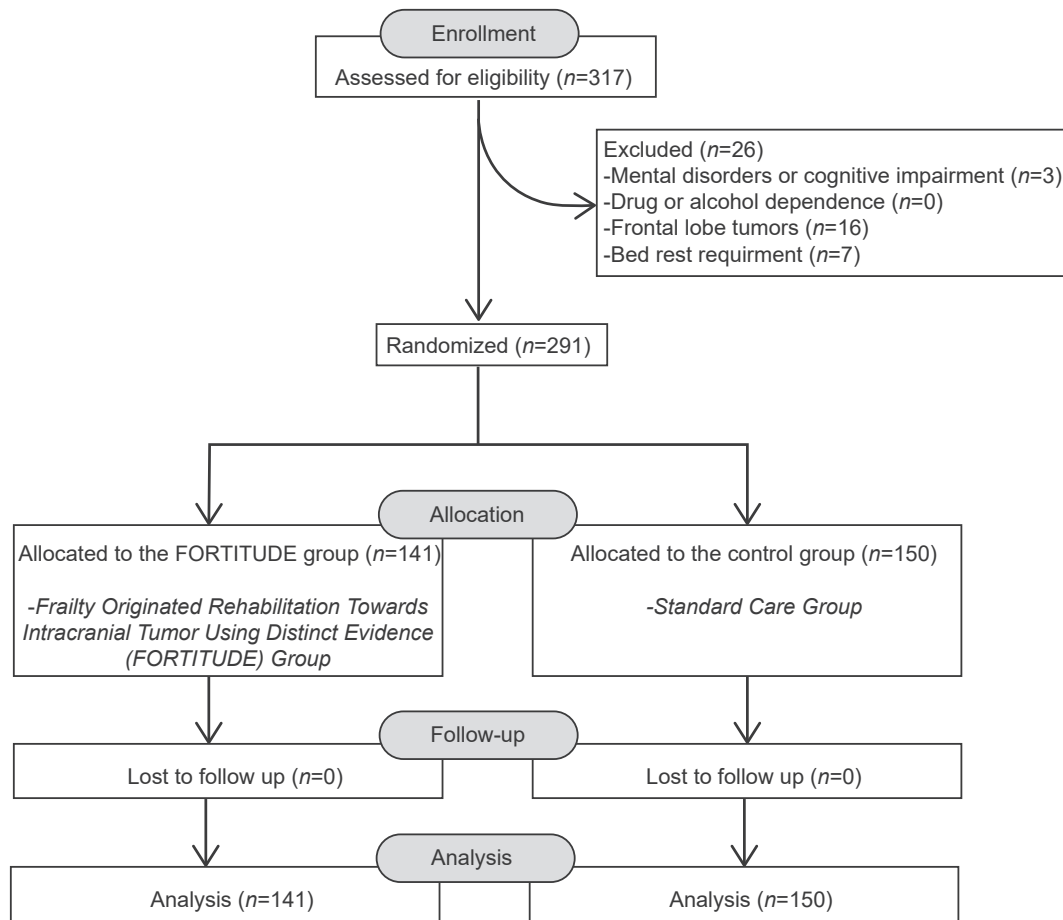 Enrollment
Assessed for eligibility (n=317)
Excluded (n=26)
-Mental disorders or cognitive impairment (n=3)
-Drug or alcohol dependence (n=0)
-Frontal lobe tumors (n=16)
-Bed rest requirment (n=7)
Randomized (n=291)
Allocation
Allocated to the FORTITUDE group (n=141)
-Frailty Originated Rehabilitation Towards
Intracranial Tumor Using Distinct Evidence
(FORTITUDE) Group
Allocated to the control group (n=150)
-Standard Care Group
Follow-up
Lost to follow up (n=0)
Lost to follow up (n=0)
Analysis
Analysis (n=141)
Analysis (n=150)